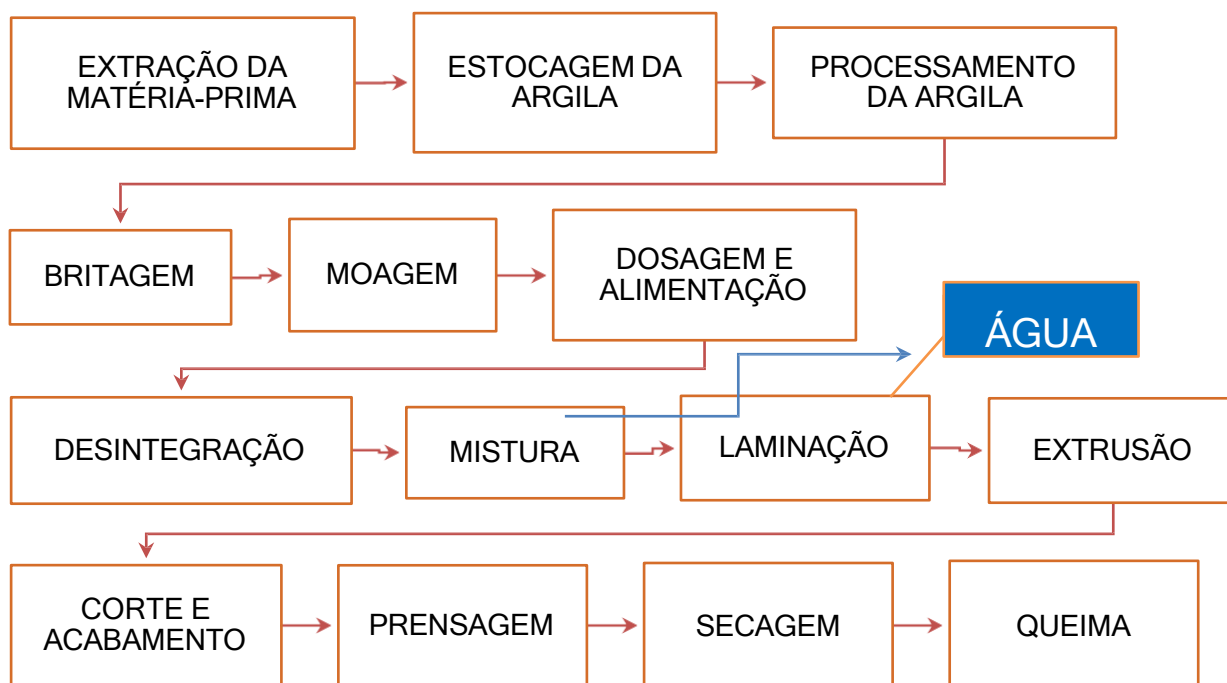 EXTRAÇÃO DA
MATÉRIA-PRIMA
ESTOCAGEM DA
ARGILA
PROCESSAMENTO
DA ARGILA
BRITAGEM
MOAGEM
DOSAGEM E
ALIMENTAÇÃO
ÁGUA
DESINTEGRAÇÃO
MISTURA
LAMINAÇÃO
EXTRUSÃO
CORTE E
ACABAMENTO
PRENSAGEM
SECAGEM
QUEIMA